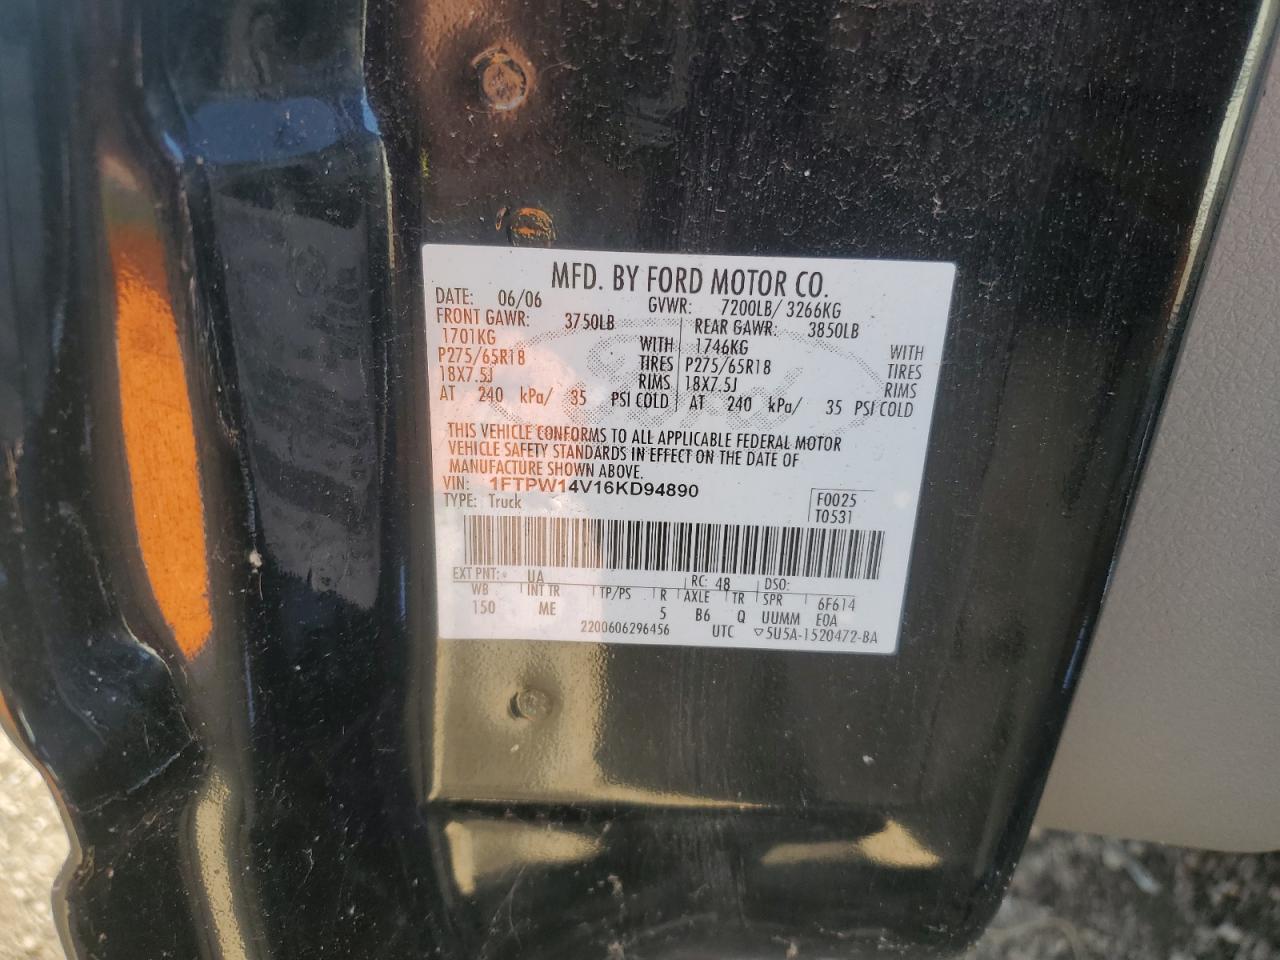 MFD. BY FORD MOTOR CO.
DATE: 06/06 GVWR: 7200LB/ 3266KG
FRONT GAWR: 3750LB REAR GAWR: 3850LB
1701KG WITH 1746KG WITH
P275/65R18 TIRES P275/65R18 TIRES
18X7.5J RIMS 18X7.5J RIMS
AT 240 kPa/ 35 PSI COLD AT 240 kPa/ 35 PSI COLD
THIS VEHICLE CONFORMS TO ALL APPLICABLE FEDERAL MOTOR
VEHICLE SAFETY STANDARDS IN EFFECT ON THE DATE OF
MANUFACTURE SHOWN ABOVE.
VIN: 1FTPW14V16KD94890
TYPE: Truck F0025
T0531
EXT PNT: UA RC: 48 DSO:
WB INT TR TP/PS R AXLE TR SPR 6F614
150 ME 5 B6 Q UUMM E0A
2200606296456 UTC ▽5U5A-1520472-BA